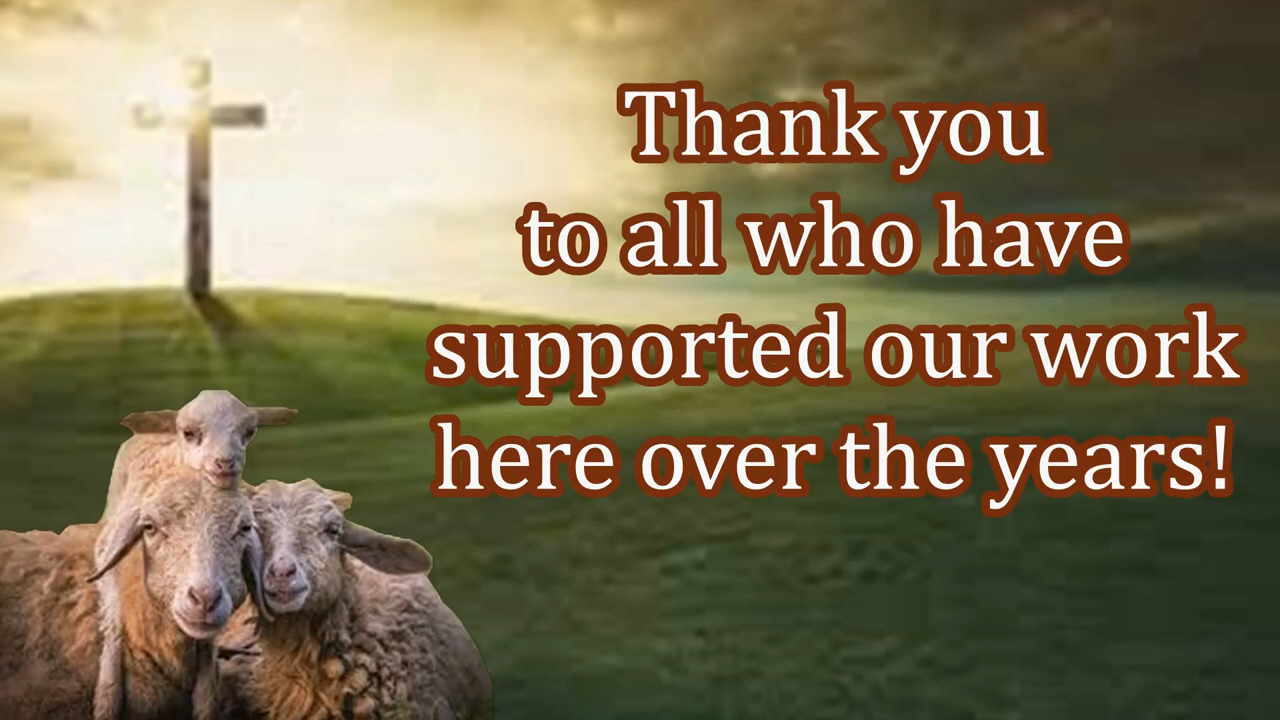 Thank you
to all who have
supported our work
here over the years!